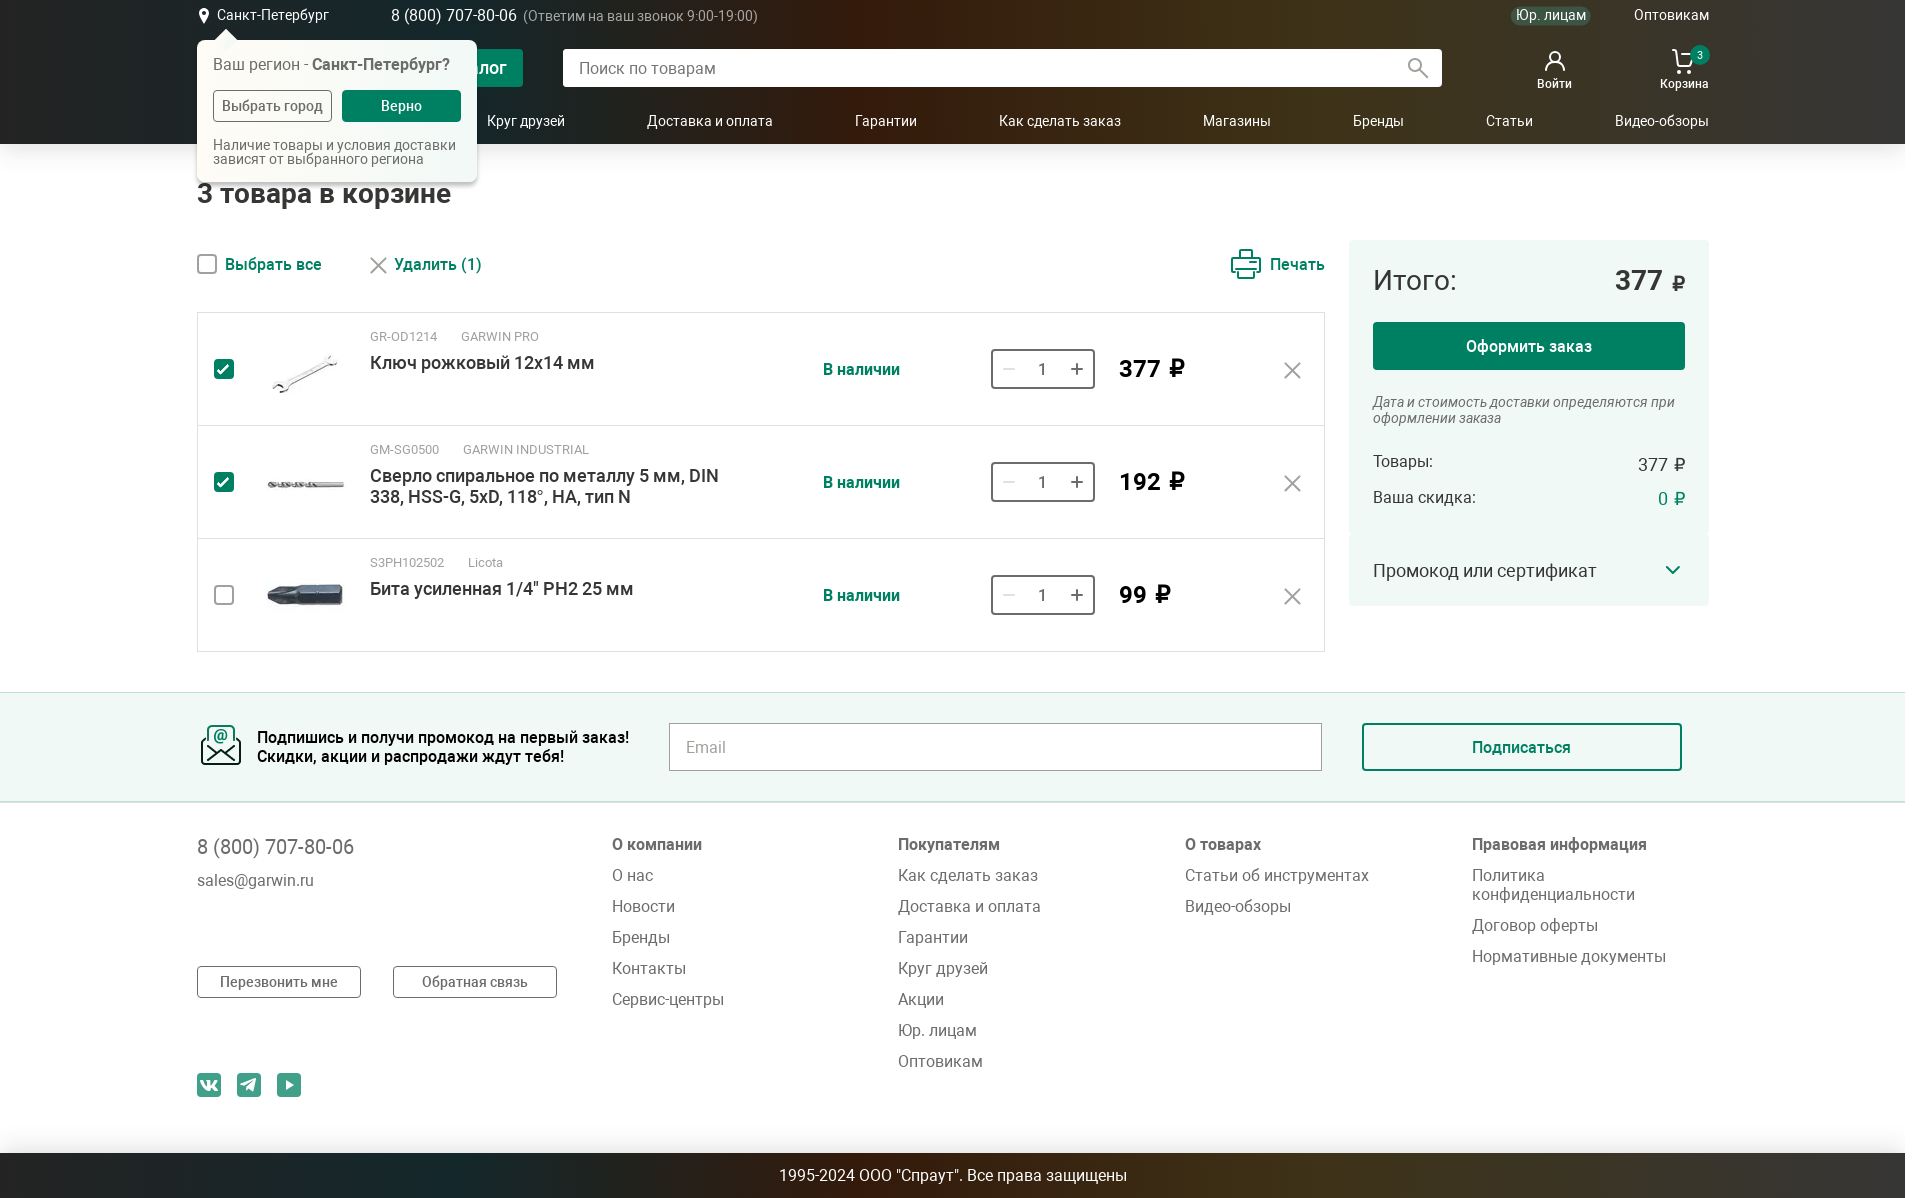 Санкт-Петербург
8 (800) 707-80-06 (Ответим на ваш звонок 9:00-19:00)
Юр. лицам
Оптовикам
Ваш регион - Санкт-Петербург?
Выбрать город
Верно
Наличие товары и условия доставки
зависят от выбранного региона
Поиск по товарам
Войти
3
Корзина
Круг друзей
Доставка и оплата
Гарантии
Как сделать заказ
Магазины
Бренды
Статьи
Видео-обзоры
3 товара в корзине
Выбрать все
Удалить (1)
Печать
GR-OD1214 GARWIN PRO
Ключ рожковый 12х14 мм
В наличии
1
377 ₽
GM-SG0500 GARWIN INDUSTRIAL
Сверло спиральное по металлу 5 мм, DIN
338, HSS-G, 5xD, 118°, HA, тип N
В наличии
1
192 ₽
S3PH102502 Licota
Бита усиленная 1/4" PH2 25 мм
В наличии
1
99 ₽
Итого: 377 ₽
Оформить заказ
Дата и стоимость доставки определяются при
оформлении заказа
Товары: 377 ₽
Ваша скидка: 0 ₽
Промокод или сертификат
Подпишись и получи промокод на первый заказ!
Скидки, акции и распродажи ждут тебя!
Email
Подписаться
8 (800) 707-80-06
sales@garwin.ru
Перезвонить мне
Обратная связь
О компании
О нас
Новости
Бренды
Контакты
Сервис-центры
Покупателям
Как сделать заказ
Доставка и оплата
Гарантии
Круг друзей
Акции
Юр. лицам
Оптовикам
О товарах
Статьи об инструментах
Видео-обзоры
Правовая информация
Политика
конфиденциальности
Договор оферты
Нормативные документы
1995-2024 ООО "Спраут". Все права защищены